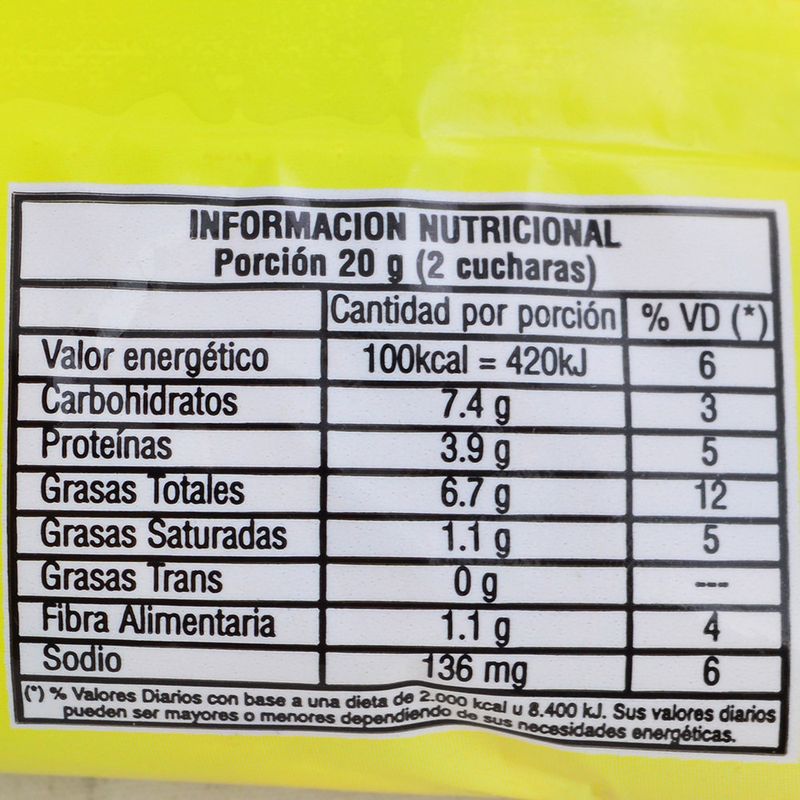 INFORMACION NUTRICIONAL
Porción 20 g (2 cucharas)
Cantidad por porción % VD (*)
Valor energético 100kcal = 420kJ 6
Carbohidratos 7.4 g 3
Proteínas 3.9 g 5
Grasas Totales 6.7 g 12
Grasas Saturadas 1.1 g 5
Grasas Trans 0 g ---
Fibra Alimentaria 1.1 g 4
Sodio 136 mg 6
(*) % Valores Diarios con base a una dieta de 2.000 kcal u 8.400 kJ. Sus valores diarios
pueden ser mayores o menores dependiendo de sus necesidades energéticas.